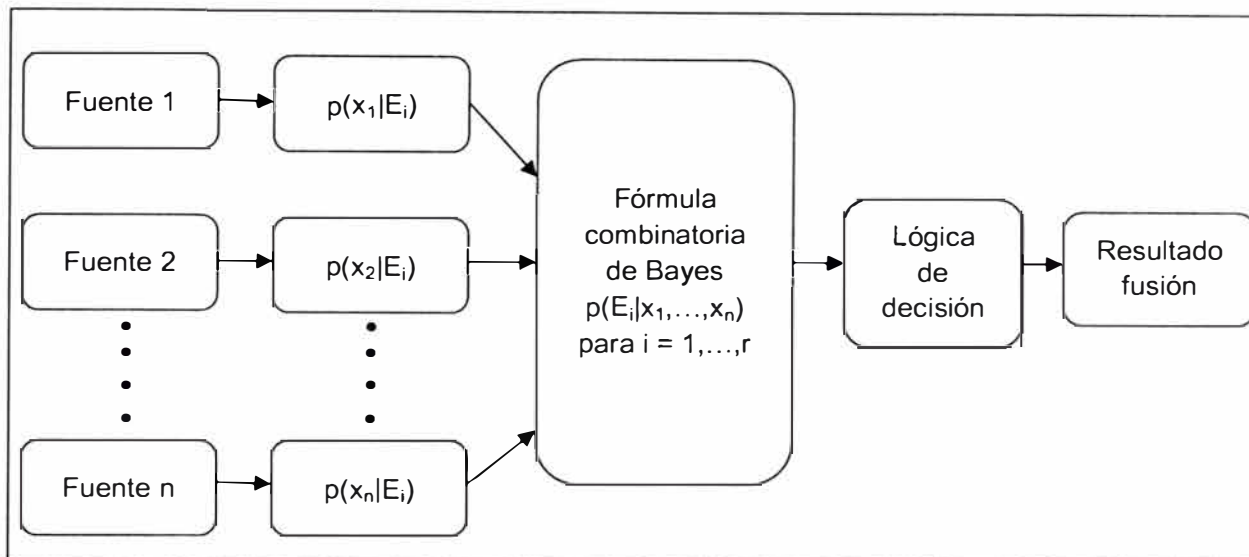 Fuente 1
p(x₁|Eᵢ)
Fuente 2
p(x₂|Eᵢ)
Fuente n
p(xₙ|Eᵢ)
Fórmula
combinatoria
de Bayes
p(Eᵢ|x₁,...,xₙ)
para i = 1,...,r
Lógica
de
decisión
Resultado
fusión